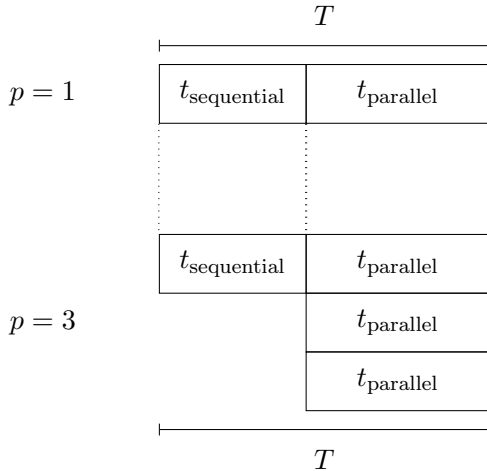 T
p = 1 t_sequential t_parallel
t_sequential t_parallel
p = 3 t_parallel
t_parallel
T